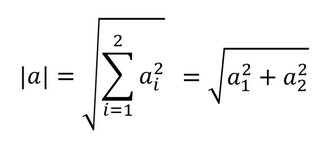 |a| = √(∑_{i=1}^{2} a_i^2) = √(a_1^2 + a_2^2)